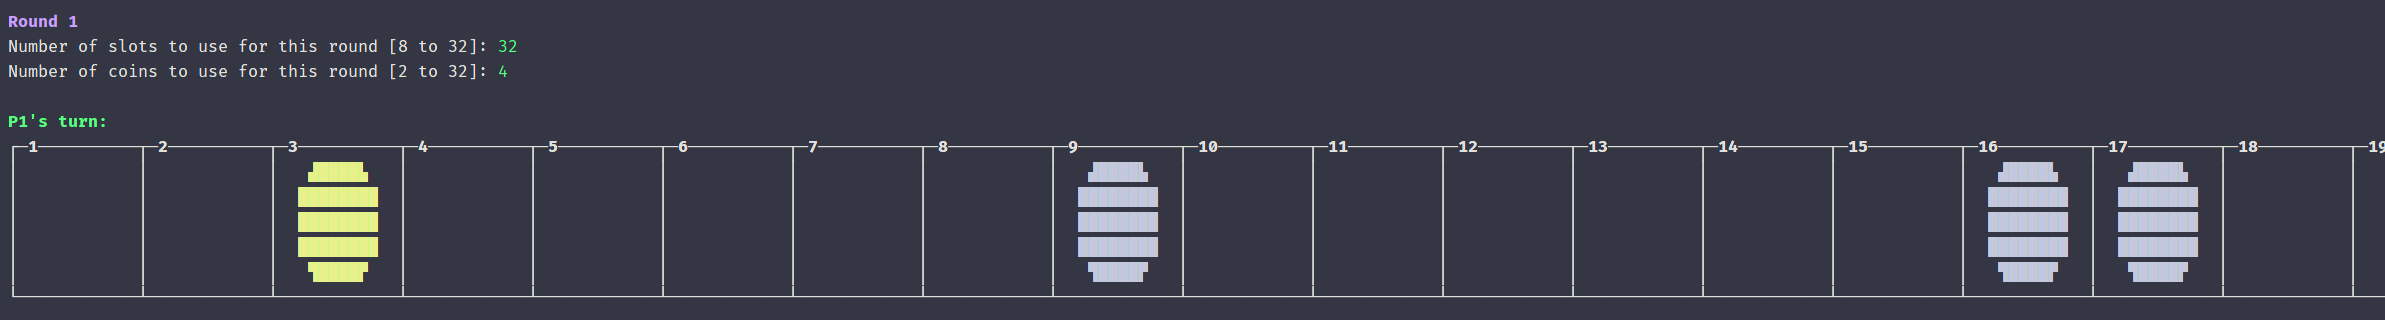 Round 1
Number of slots to use for this round [8 to 32]: 32
Number of coins to use for this round [2 to 32]: 4
P1's turn:
1 2 3 4 5 6 7 8 9 10 11 12 13 14 15 16 17 18 19